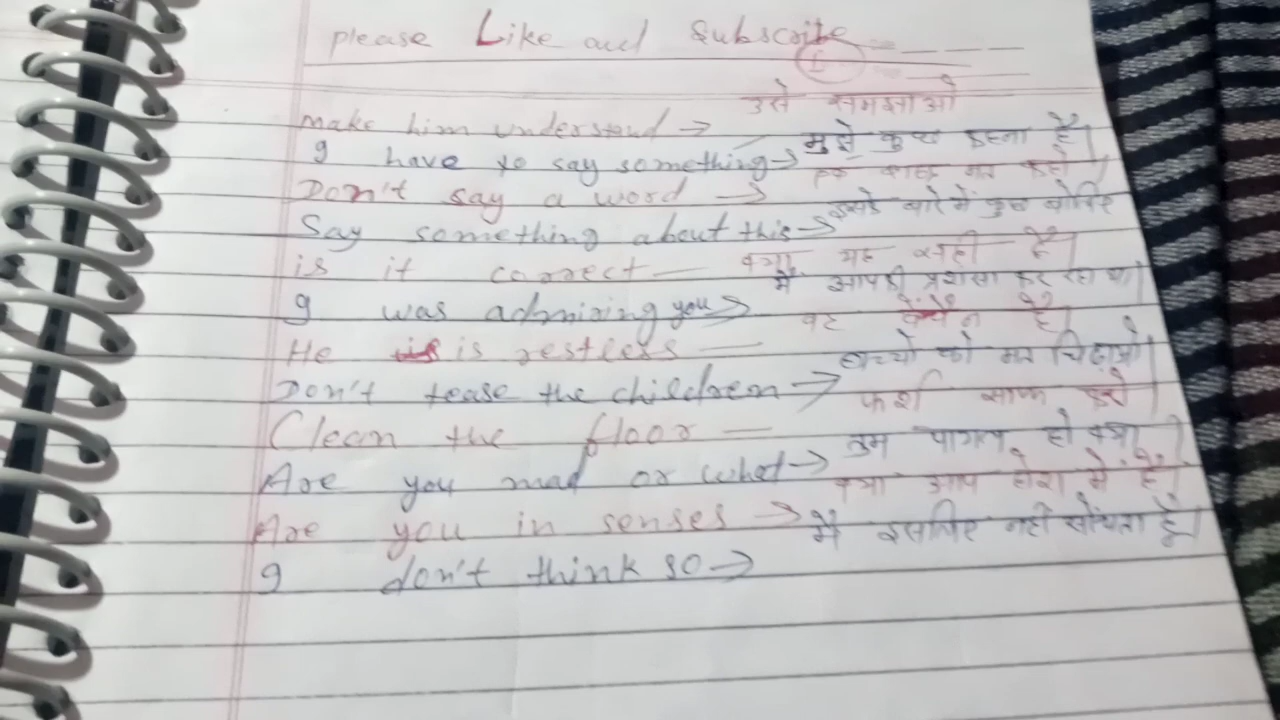 please Like and Subscribe
1
make him understood → उसे समझाओ
I have to say something → मुझे कुछ कहना है।
Don't say a word → एक शब्द मत कहो।
Say something about this → इसके बारे में कुछ बोलिए
is it correct — क्या यह सही है।
I was admiring you → मैं आपकी प्रशंसा कर रहा था।
He is is restless — वह बेचैन है।
Don't tease the children → बच्चों को मत चिढ़ाओ।
Clean the floor — फर्श साफ करो।
Are you mad or what → तुम पागल हो क्या।
Are you in senses → क्या आप होश में हैं।
I don't think so → मैं इसलिए नहीं सोचता हूँ।